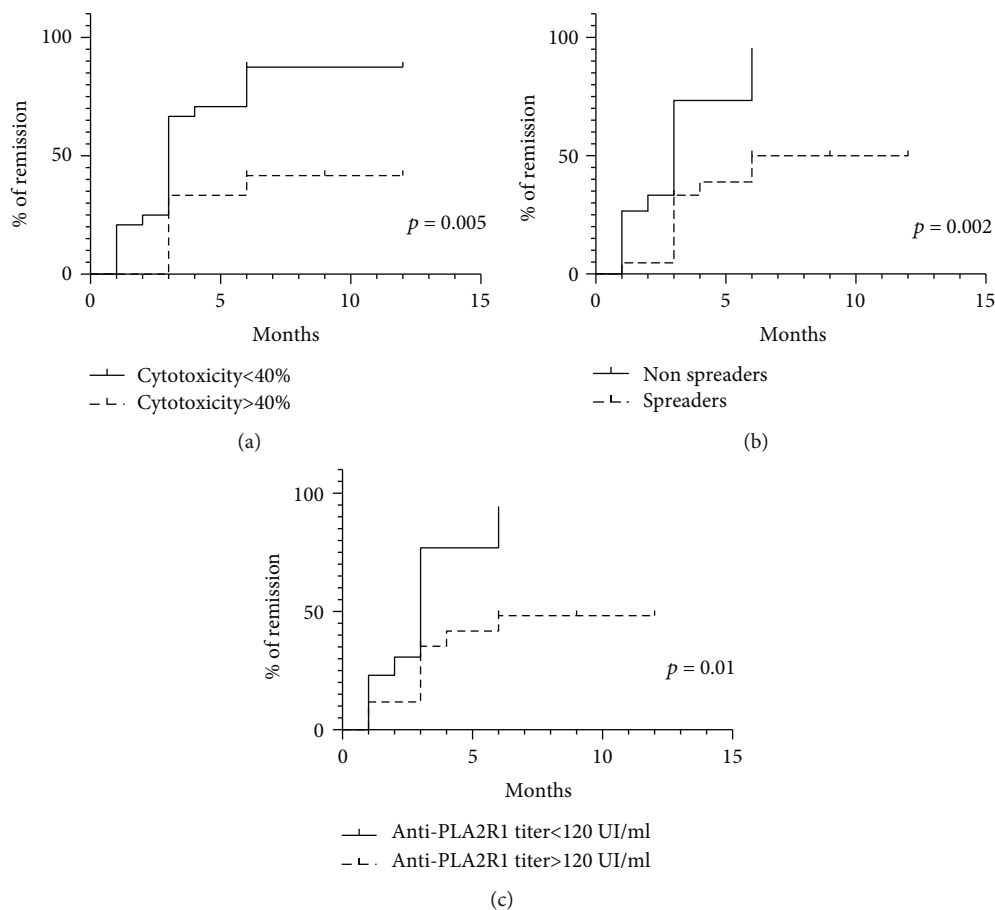 100
50
0
% of remission
p = 0.005
0 5 10 15
Months
Cytotoxicity<40%
Cytotoxicity>40%
(a)
100
50
0
% of remission
p = 0.002
0 5 10 15
Months
Non spreaders
Spreaders
(b)
100
50
0
% of remission
p = 0.01
0 5 10 15
Months
Anti-PLA2R1 titer<120 UI/ml
Anti-PLA2R1 titer>120 UI/ml
(c)